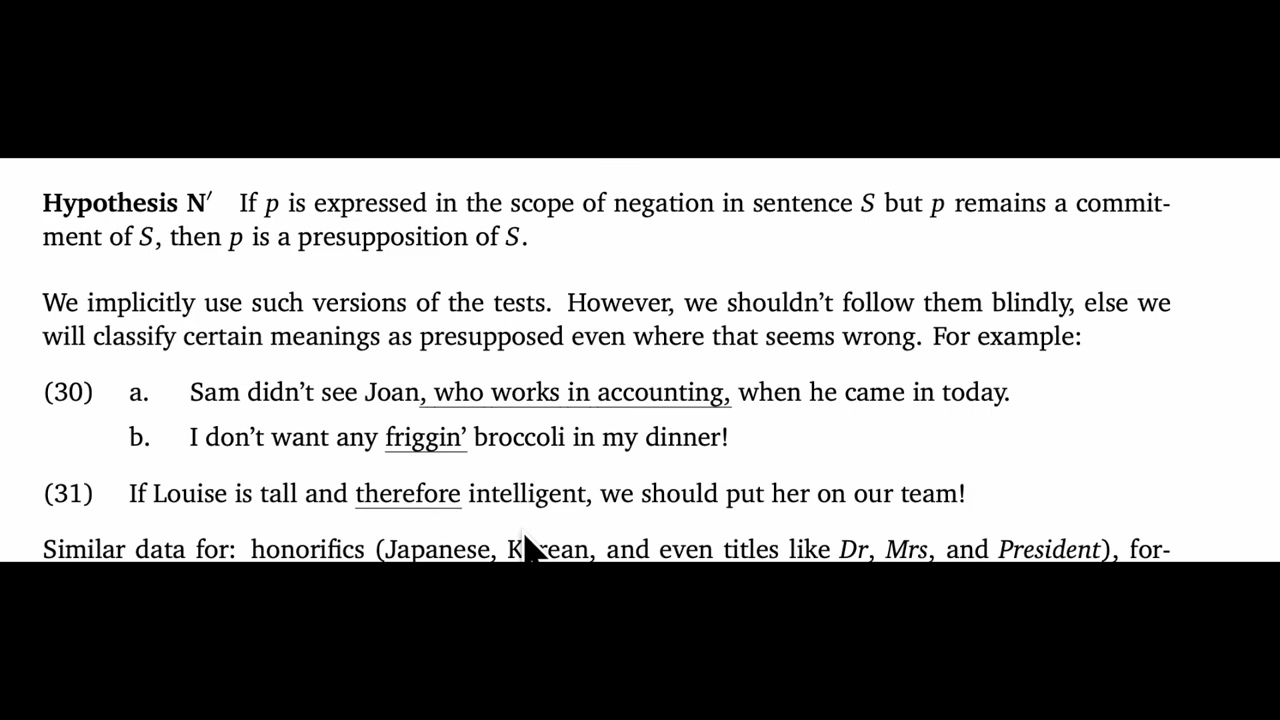 Hypothesis N′ If p is expressed in the scope of negation in sentence S but p remains a commit-
ment of S, then p is a presupposition of S.
We implicitly use such versions of the tests. However, we shouldn’t follow them blindly, else we
will classify certain meanings as presupposed even where that seems wrong. For example:
(30) a. Sam didn’t see Joan, who works in accounting, when he came in today.
b. I don’t want any friggin’ broccoli in my dinner!
(31) If Louise is tall and therefore intelligent, we should put her on our team!
Similar data for: honorifics (Japanese, Korean, and even titles like Dr, Mrs, and President), for-